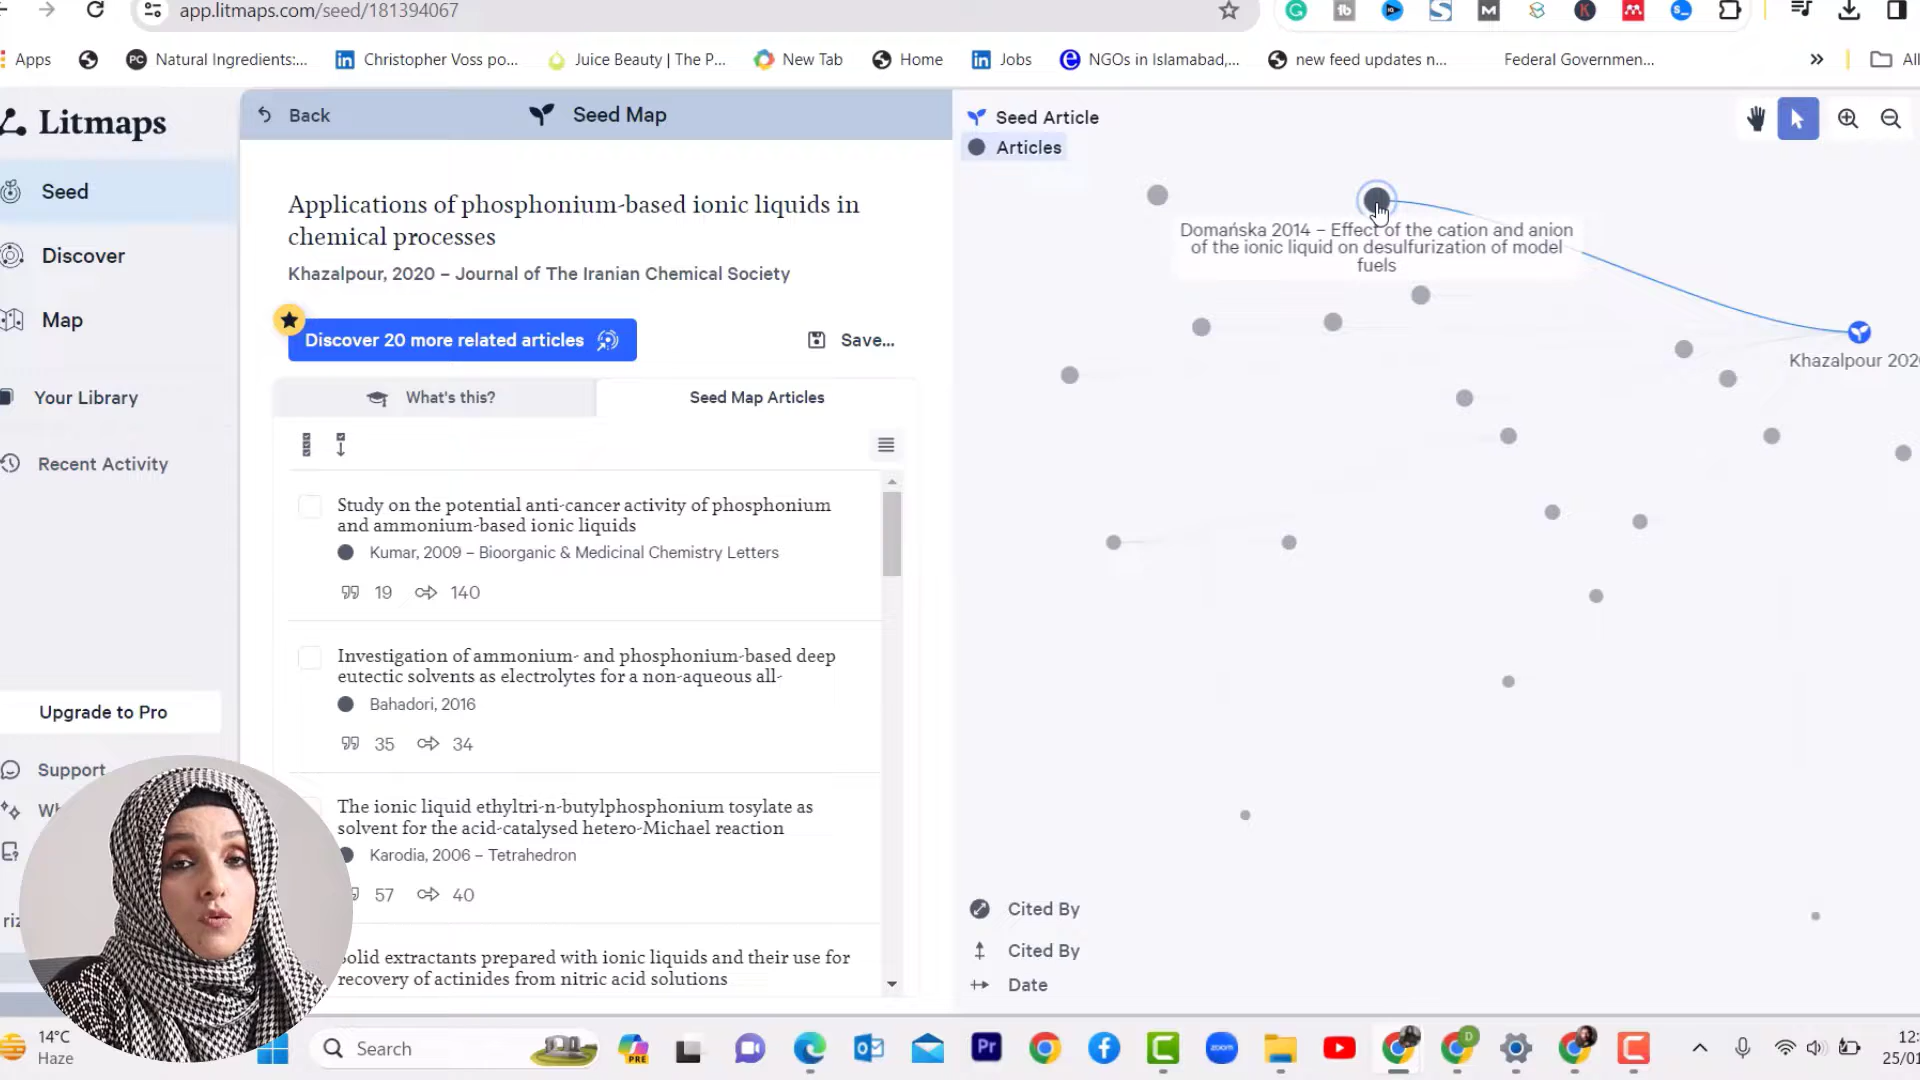 app.litmaps.com/seed/181394067
Apps
Natural Ingredients:...
Christopher Voss po...
Juice Beauty | The P...
New Tab
Home
Jobs
NGOs in Islamabad,...
new feed updates n...
Federal Governmen...
»
All
Litmaps
Seed
Discover
Map
Your Library
Recent Activity
Upgrade to Pro
Support
Back
Seed Map
Applications of phosphonium-based ionic liquids in
chemical processes
Khazalpour, 2020 – Journal of The Iranian Chemical Society
Discover 20 more related articles
Save...
What's this?
Seed Map Articles
Study on the potential anti-cancer activity of phosphonium
and ammonium-based ionic liquids
Kumar, 2009 – Bioorganic & Medicinal Chemistry Letters
19 140
Investigation of ammonium- and phosphonium-based deep
eutectic solvents as electrolytes for a non-aqueous all-
Bahadori, 2016
35 34
The ionic liquid ethyltri-n-butylphosphonium tosylate as
solvent for the acid-catalysed hetero-Michael reaction
Karodia, 2006 – Tetrahedron
57 40
Solid extractants prepared with ionic liquids and their use for
recovery of actinides from nitric acid solutions
Seed Article
Articles
Domańska 2014 – Effect of the cation and anion
of the ionic liquid on desulfurization of model
fuels
Khazalpour 202
Cited By
Cited By
Date
14°C
Haze
Search
PRE
Pr
zoom
12:
25/01